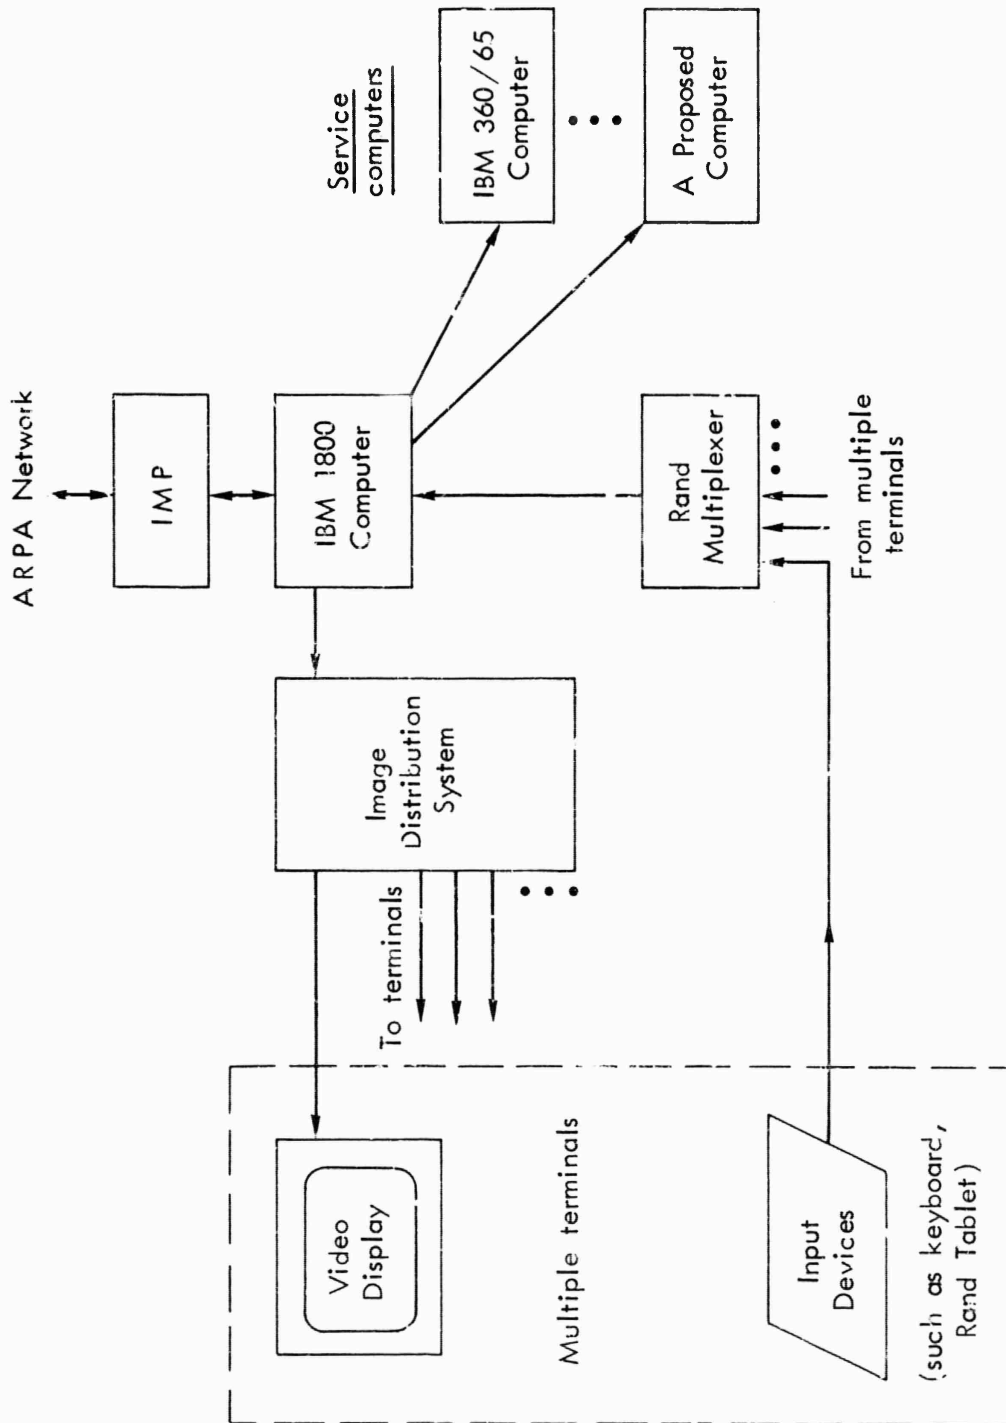 ARPA Network
IMP
IBM 1800
Computer
Service
computers
IBM 360/65
Computer
A Proposed
Computer
Image
Distribution
System
To terminals
Rand
Multiplexer
From multiple
terminals
Video
Display
Multiple terminals
Input
Devices
(such as keyboard,
Rand Tablet)